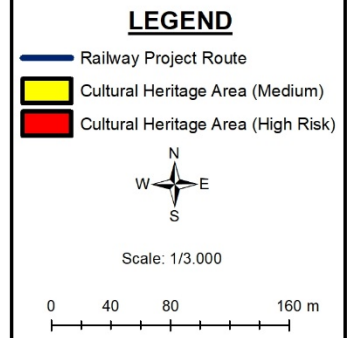 LEGEND
Railway Project Route
Cultural Heritage Area (Medium)
Cultural Heritage Area (High Risk)
N
W E
S
Scale: 1/3.000
0 40 80 160 m